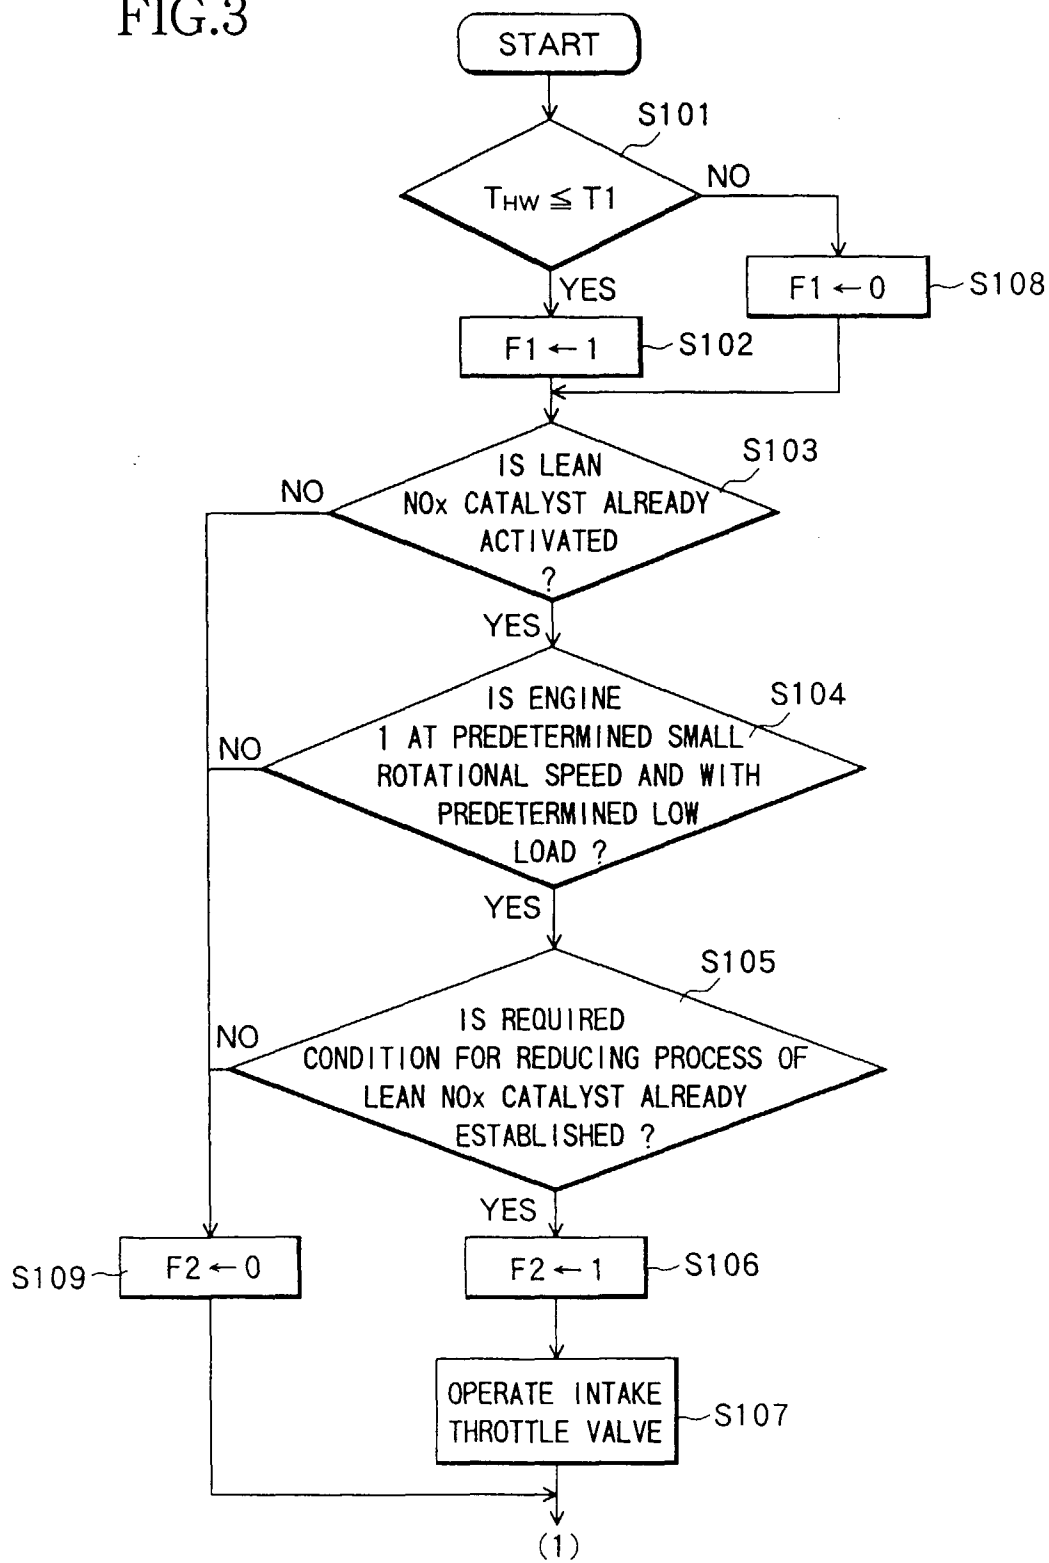 FIG.3
START
S101
THW ≦ T1
NO
YES
F1 ← 0
S108
F1 ← 1
S102
S103
IS LEAN
NOx CATALYST ALREADY
ACTIVATED
?
NO
YES
S104
IS ENGINE
1 AT PREDETERMINED SMALL
ROTATIONAL SPEED AND WITH
PREDETERMINED LOW
LOAD ?
NO
YES
S105
IS REQUIRED
CONDITION FOR REDUCING PROCESS OF
LEAN NOx CATALYST ALREADY
ESTABLISHED ?
NO
YES
S109
F2 ← 0
F2 ← 1
S106
OPERATE INTAKE
THROTTLE VALVE
S107
(1)